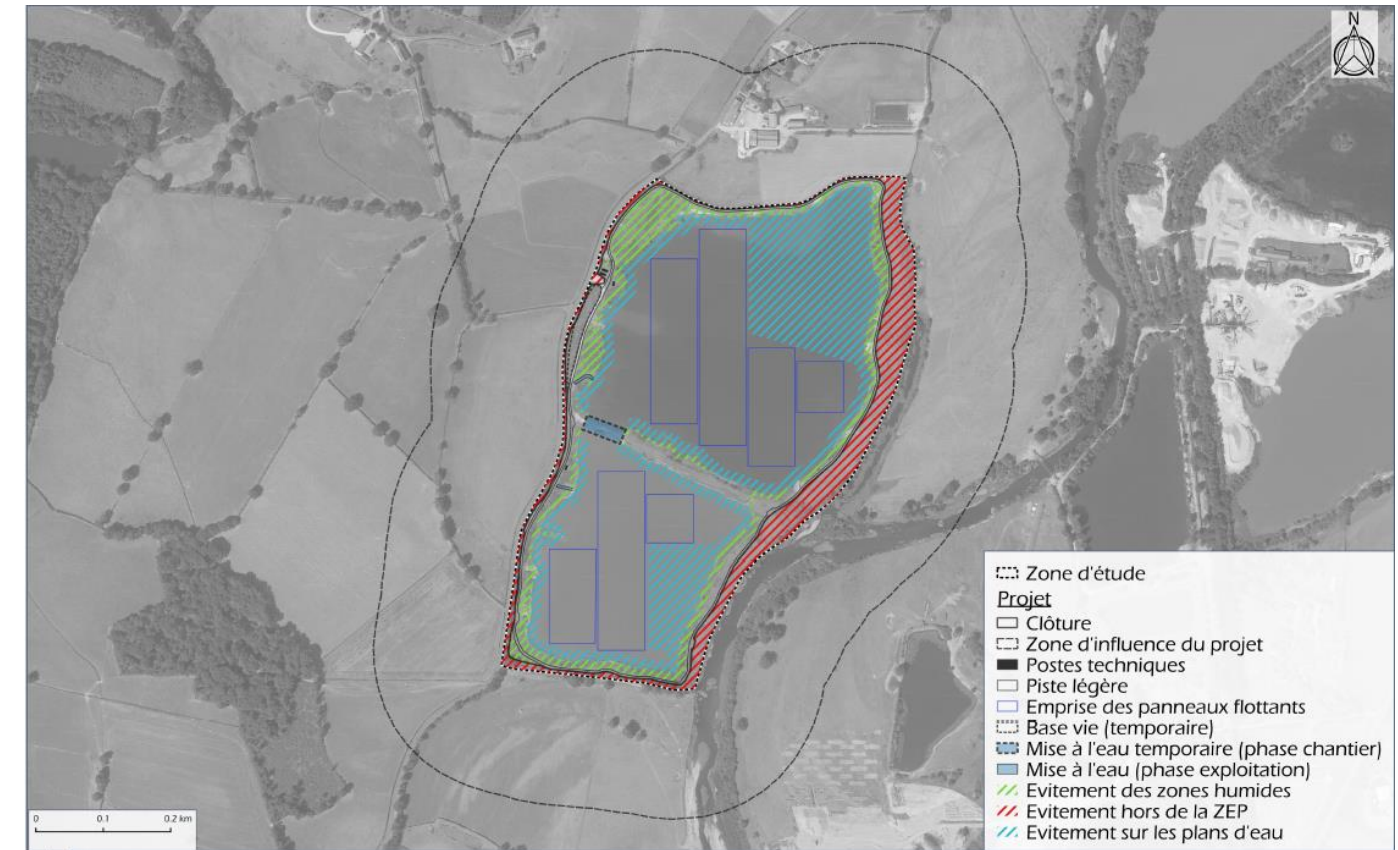 N
Zone d'étude
Projet
Clôture
Zone d'influence du projet
Postes techniques
Piste légère
Emprise des panneaux flottants
Base vie (temporaire)
Mise à l'eau temporaire (phase chantier)
Mise à l'eau (phase exploitation)
Evitement des zones humides
Evitement hors de la ZEP
Evitement sur les plans d'eau
0 0.1 0.2 km